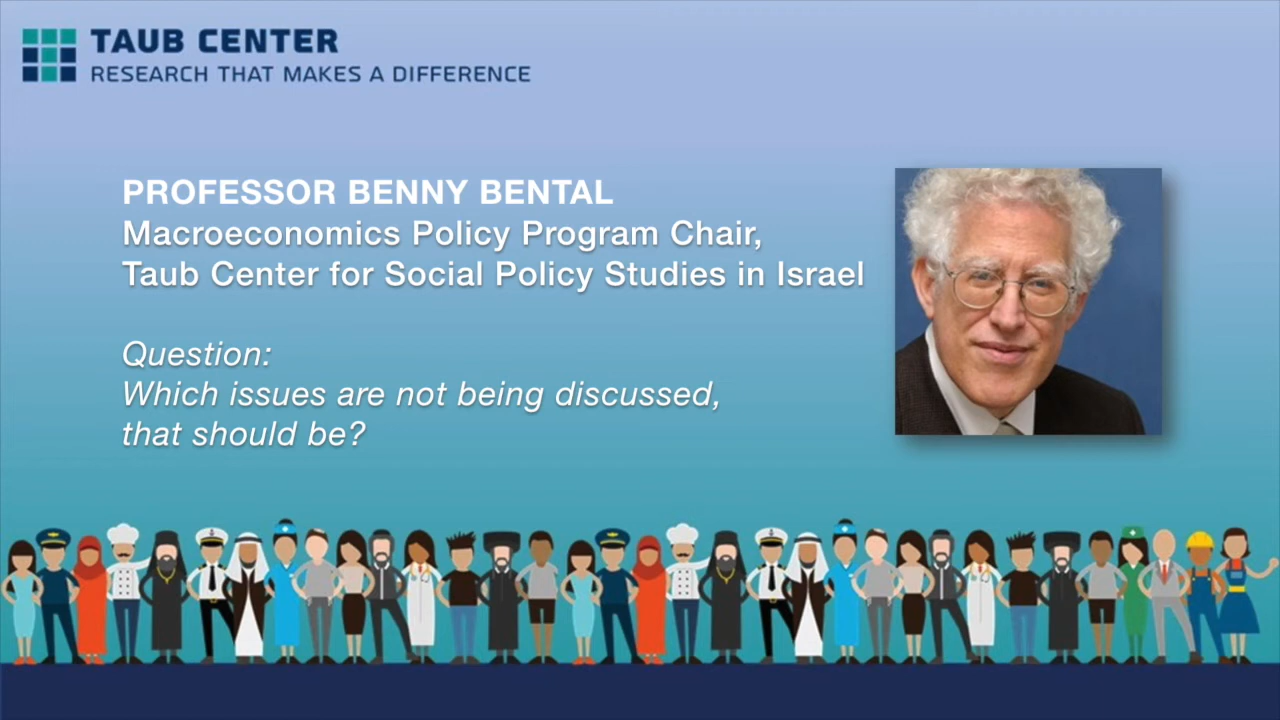 TAUB CENTER
RESEARCH THAT MAKES A DIFFERENCE
PROFESSOR BENNY BENTAL
Macroeconomics Policy Program Chair,
Taub Center for Social Policy Studies in Israel
Question:
Which issues are not being discussed,
that should be?